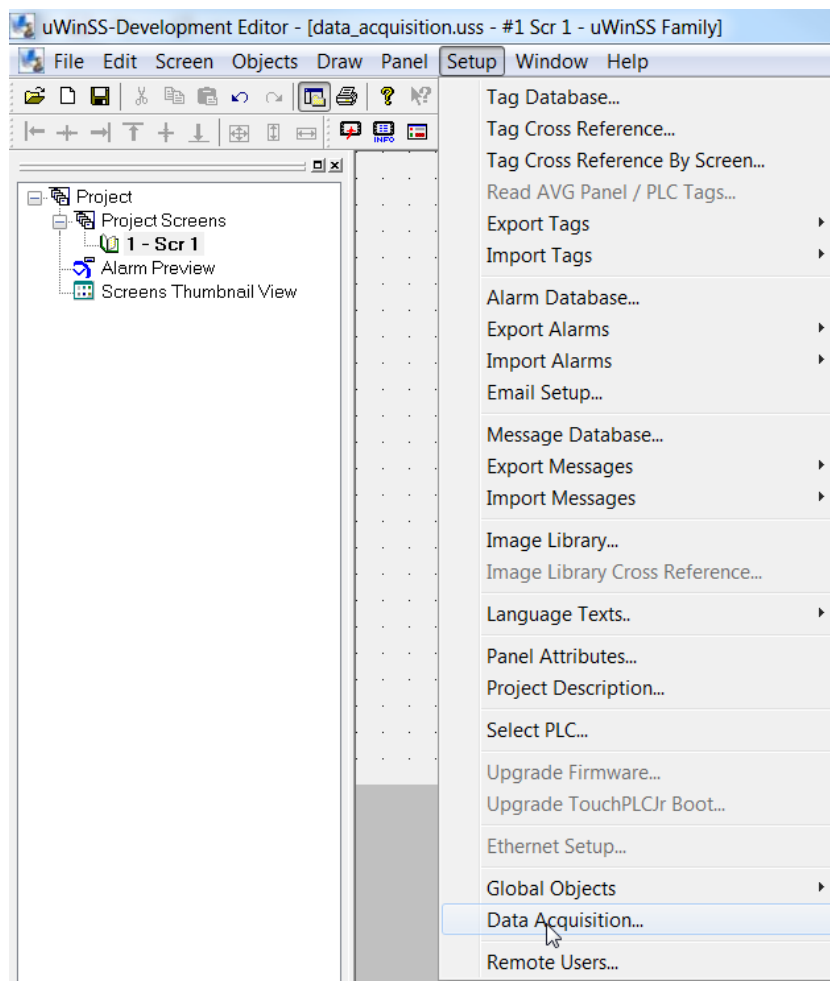 uWinSS-Development Editor - [data_acquisition.uss - #1 Scr 1 - uWinSS Family]
File Edit Screen Objects Draw Panel Setup Window Help
INFO
Project
Project Screens
1 - Scr 1
Alarm Preview
Screens Thumbnail View
Tag Database...
Tag Cross Reference...
Tag Cross Reference By Screen...
Read AVG Panel / PLC Tags...
Export Tags
Import Tags
Alarm Database...
Export Alarms
Import Alarms
Email Setup...
Message Database...
Export Messages
Import Messages
Image Library...
Image Library Cross Reference...
Language Texts..
Panel Attributes...
Project Description...
Select PLC...
Upgrade Firmware...
Upgrade TouchPLCJr Boot...
Ethernet Setup...
Global Objects
Data Acquisition...
Remote Users...